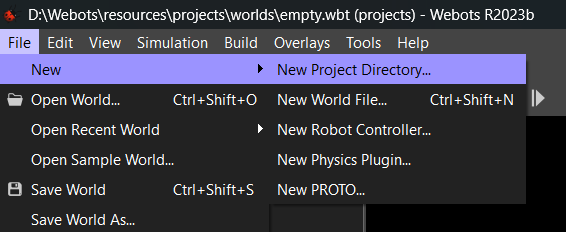 D:\Webots\resources\projects\worlds\empty.wbt (projects) - Webots R2023b
File Edit View Simulation Build Overlays Tools Help
New New Project Directory...
Open World... Ctrl+Shift+O New World File... Ctrl+Shift+N
Open Recent World New Robot Controller...
Open Sample World... New Physics Plugin...
Save World Ctrl+Shift+S New PROTO...
Save World As...